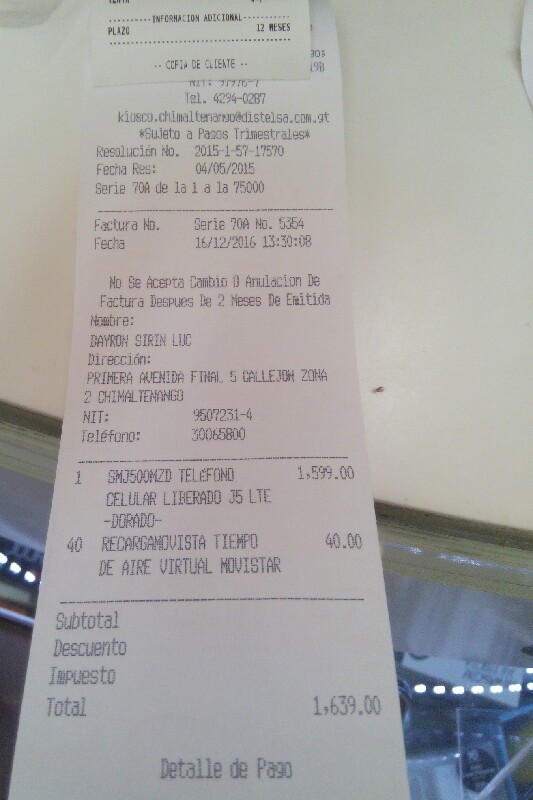 INFORMACION ADICIONAL
PLAZO 12 MESES
-- COPIA DE CLIENTE --
Tel. 4294-0287
kiosco.chimaltenango@distelsa.com.gt
*Sujeto a Pagos Trimestrales*
Resolución No. 2015-1-57-17570
Fecha Res: 04/05/2015
Serie 70A de la 1 a la 75000
Factura No. Serie 70A No. 5354
Fecha 16/12/2016 13:30:08
No Se Acepta Cambio O Anulacion De
Factura Despues De 2 Meses De Emitida
Nombre:
DAYRON SIRIN LUC
Dirección:
PRIMERA AVENIDA FINAL 5 CALLEJON ZONA
2 CHIMALTENANGO
NIT: 9507231-4
Teléfono: 30065800
1 SMJ500MZD TELEFONO 1,599.00
CELULAR LIBERADO J5 LTE
-DORADO-
40 RECARGAMOVISTA TIEMPO 40.00
DE AIRE VIRTUAL MOVISTAR
Subtotal
Descuento
Impuesto
Total 1,639.00
Detalle de Pago